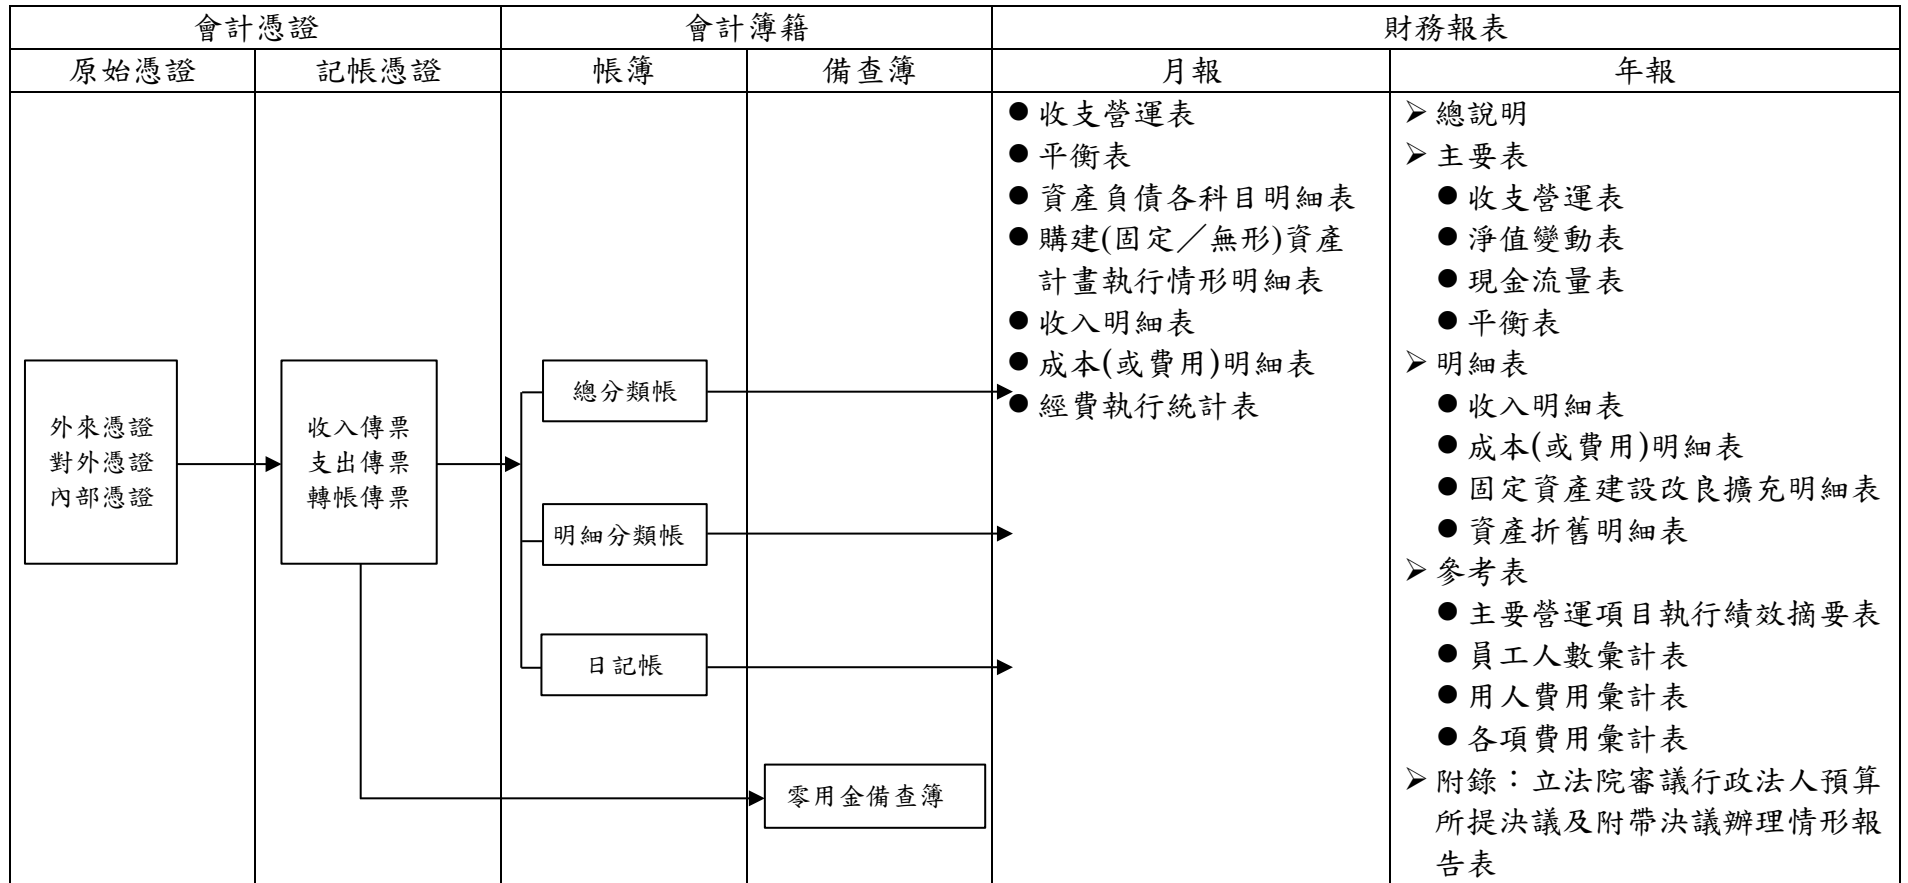 會計憑證
會計簿籍
財務報表
原始憑證
記帳憑證
帳簿
備查簿
月報
年報
外來憑證
對外憑證
內部憑證
收入傳票
支出傳票
轉帳傳票
總分類帳
明細分類帳
日記帳
零用金備查簿
●收支營運表
●平衡表
●資產負債各科目明細表
●購建(固定／無形)資產
計畫執行情形明細表
●收入明細表
●成本(或費用)明細表
●經費執行統計表
➢總說明
➢主要表
●收支營運表
●淨值變動表
●現金流量表
●平衡表
➢明細表
●收入明細表
●成本(或費用)明細表
●固定資產建設改良擴充明細表
●資產折舊明細表
➢參考表
●主要營運項目執行績效摘要表
●員工人數彙計表
●用人費用彙計表
●各項費用彙計表
➢附錄：立法院審議行政法人預算
所提決議及附帶決議辦理情形報
告表